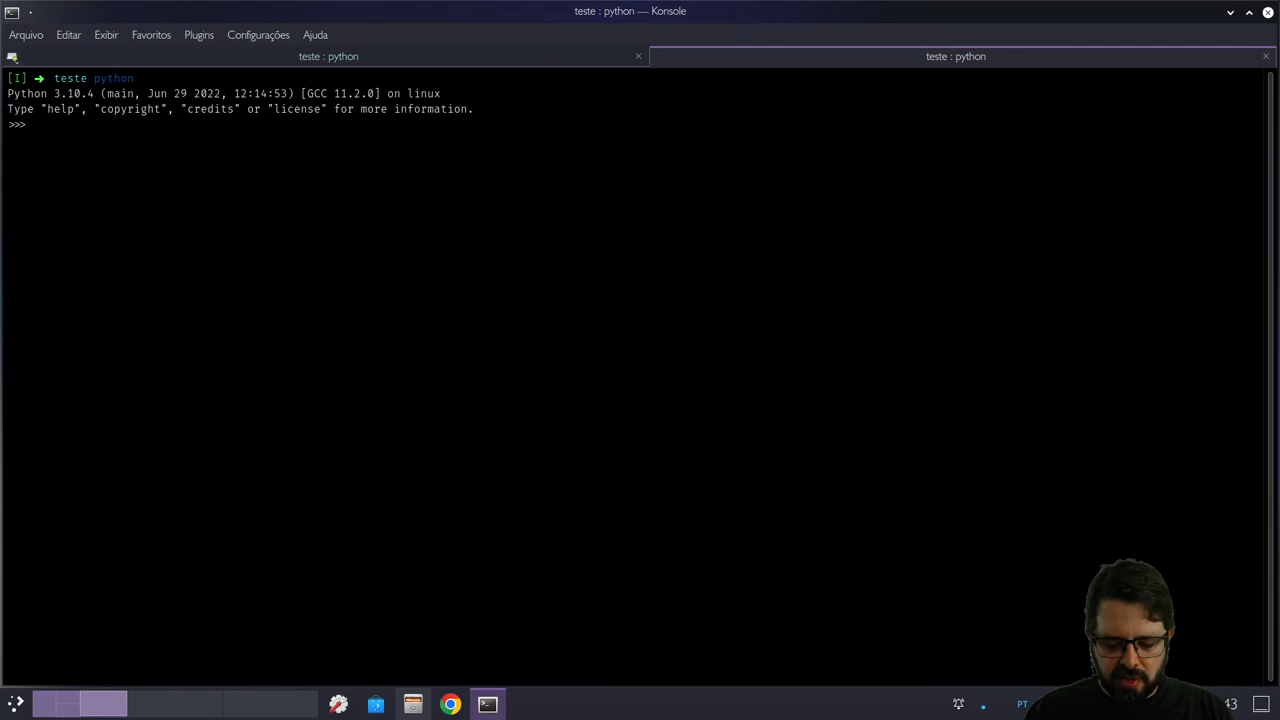 teste : python — Konsole
Arquivo Editar Exibir Favoritos Plugins Configurações Ajuda
teste : python
teste : python
[I] ➜ teste python
Python 3.10.4 (main, Jun 29 2022, 12:14:53) [GCC 11.2.0] on linux
Type "help", "copyright", "credits" or "license" for more information.
>>>
PT
43